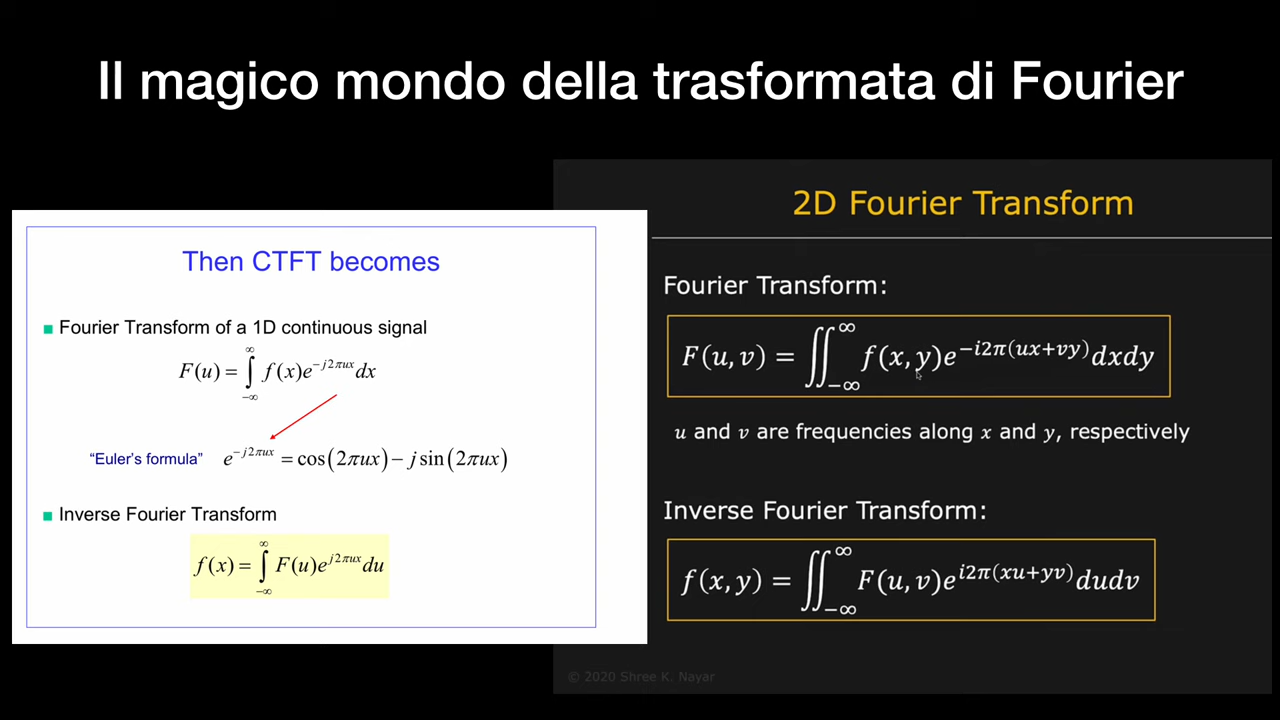 Il magico mondo della trasformata di Fourier
Then CTFT becomes
■ Fourier Transform of a 1D continuous signal
F(u) = ∫_{−∞}^{∞} f(x)e^{−j2πux}dx
“Euler’s formula” e^{−j2πux} = cos(2πux) − j sin(2πux)
■ Inverse Fourier Transform
f(x) = ∫_{−∞}^{∞} F(u)e^{j2πux}du
2D Fourier Transform
Fourier Transform:
F(u, v) = ∬_{−∞}^{∞} f(x, y)e^{−i2π(ux+vy)}dxdy
u and v are frequencies along x and y, respectively
Inverse Fourier Transform:
f(x, y) = ∬_{−∞}^{∞} F(u, v)e^{i2π(xu+yv)}dudv
© 2020 Shree K. Nayar